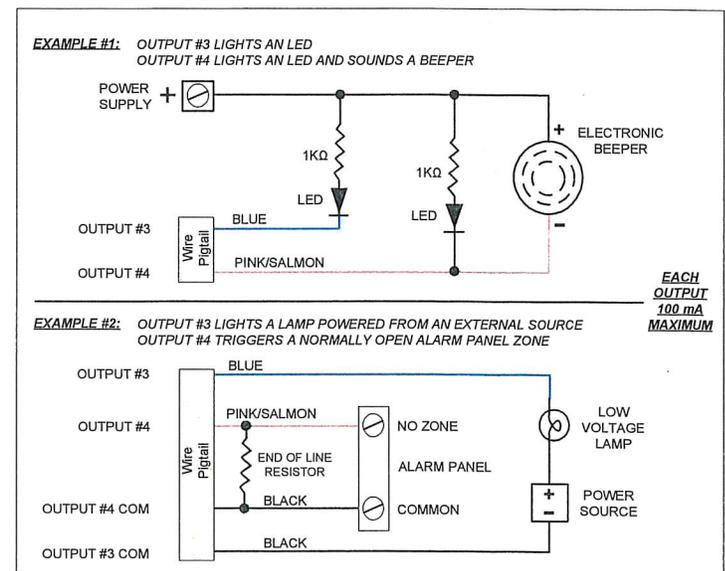 EXAMPLE #1: OUTPUT #3 LIGHTS AN LED
OUTPUT #4 LIGHTS AN LED AND SOUNDS A BEEPER
POWER
SUPPLY
+
+
ELECTRONIC
BEEPER
1KΩ
1KΩ
LED
LED
OUTPUT #3
BLUE
Wire
Pigtail
–
OUTPUT #4
PINK/SALMON
EACH
OUTPUT
100 mA
MAXIMUM
EXAMPLE #2: OUTPUT #3 LIGHTS A LAMP POWERED FROM AN EXTERNAL SOURCE
OUTPUT #4 TRIGGERS A NORMALLY OPEN ALARM PANEL ZONE
OUTPUT #3
BLUE
OUTPUT #4
PINK/SALMON
NO ZONE
LOW
VOLTAGE
LAMP
Wire
Pigtail
END OF LINE
RESISTOR
ALARM PANEL
OUTPUT #4 COM
BLACK
COMMON
+
–
POWER
SOURCE
OUTPUT #3 COM
BLACK